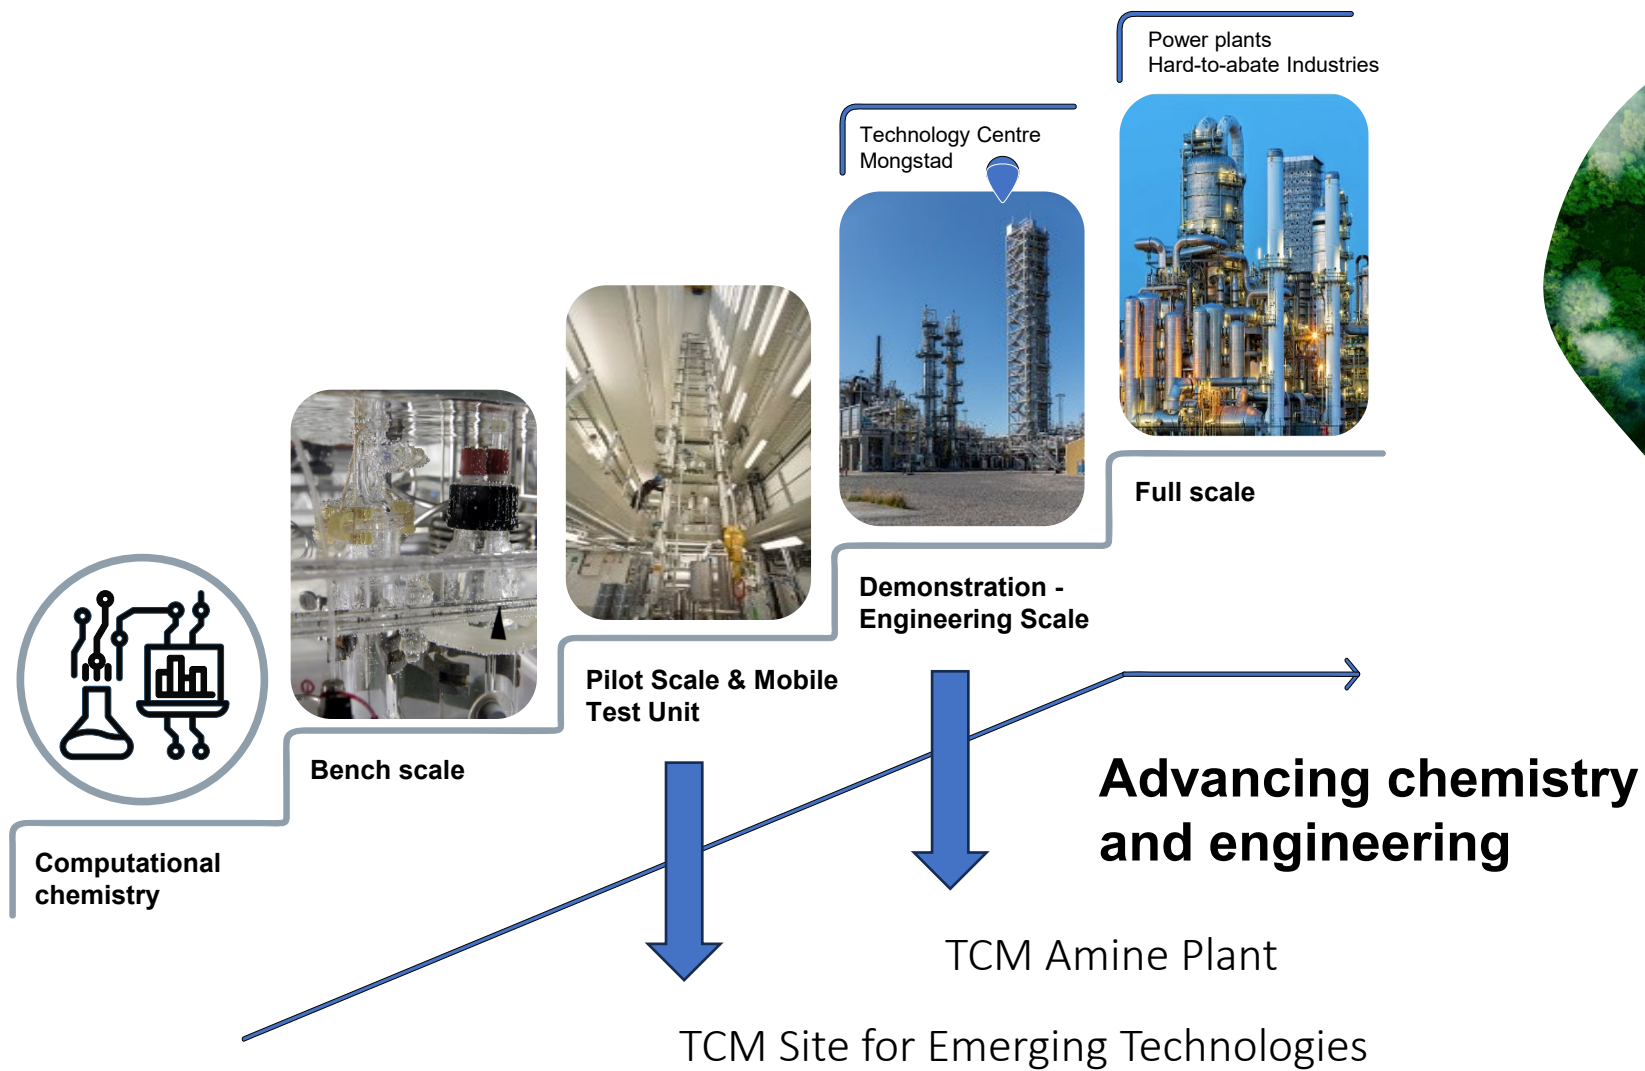 Power plants
Hard-to-abate Industries
Technology Centre
Mongstad
Full scale
Demonstration -
Engineering Scale
Pilot Scale & Mobile
Test Unit
Bench scale
Computational
chemistry
Advancing chemistry
and engineering
TCM Amine Plant
TCM Site for Emerging Technologies